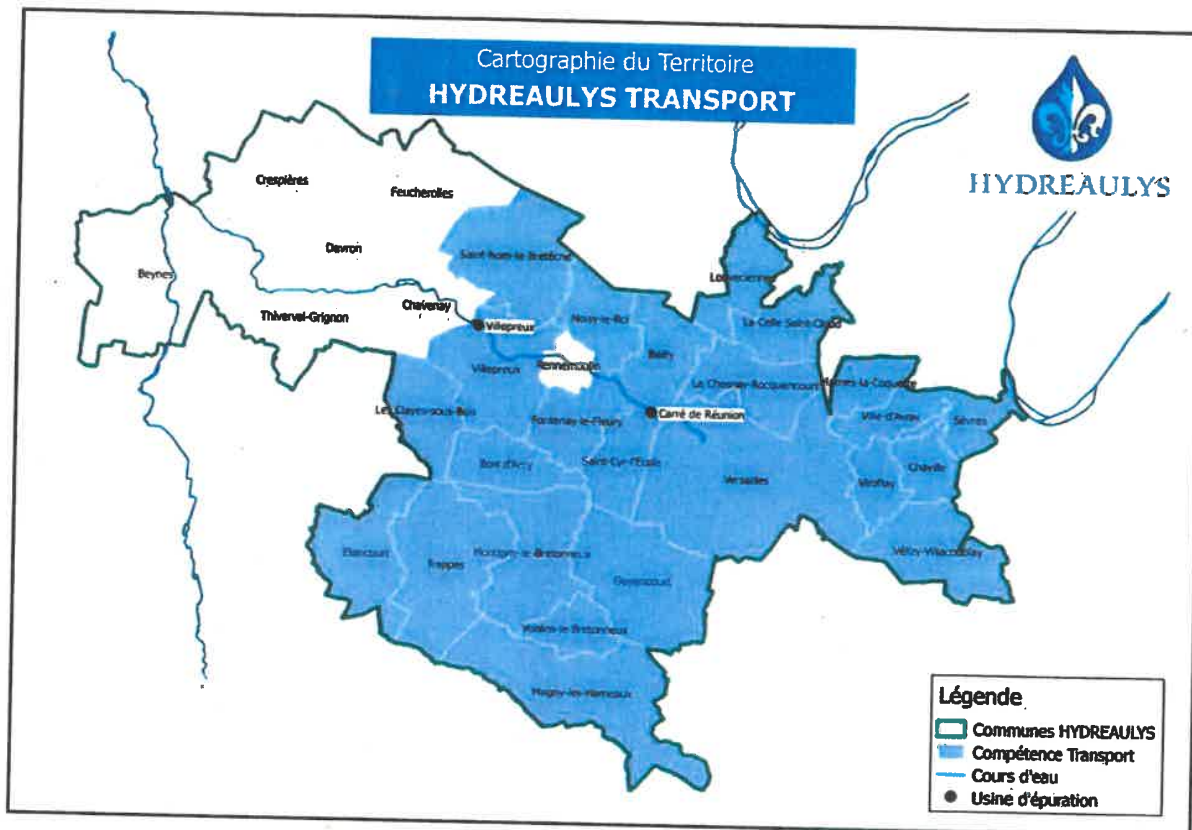 Cartographie du Territoire
HYDREAULYS TRANSPORT
HYDREAULYS
Crespières
Feucherolles
Davron
Beynes
Saint-Nom-la-Bretèche
Louveciennes
Thiverval-Grignon
Chavenay
Villepreux
Noisy-le-Roi
La Celle Saint-Cloud
Bailly
Villepreux
Rennemoulin
Le Chesnay-Rocquencourt
Marnes-la-Coquette
Les Clayes-sous-Bois
Fontenay-le-Fleury
Carré de Réunion
Ville-d'Avray
Sèvres
Bois d'Arcy
Saint-Cyr-l'Ecole
Versailles
Viroflay
Chaville
Elancourt
Trappes
Montigny-le-Bretonneux
Guyancourt
Vélizy-Villacoublay
Voisins-le-Bretonneux
Magny-les-Hameaux
Légende
Communes HYDREAULYS
Compétence Transport
Cours d'eau
Usine d'épuration